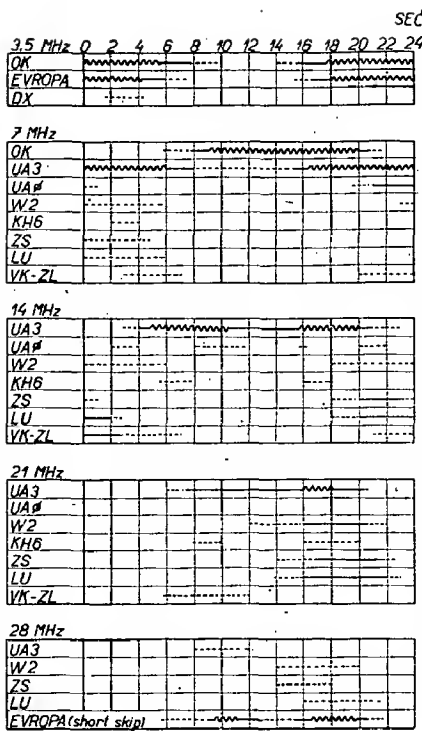 SEČ
3,5 MHz 0 2 4 6 8 10 12 14 16 18 20 22 24
OK
EVROPA
DX
7 MHz
OK
UA3
UAØ
W2
KH6
ZS
LU
VK-ZL
14 MHz
UA3
UAØ
W2
KH6
ZS
LU
VK-ZL
21 MHz
UA3
UAØ
W2
KH6
ZS
LU
VK-ZL
28 MHz
UA3
W2
ZS
LU
EVROPA (short skip)